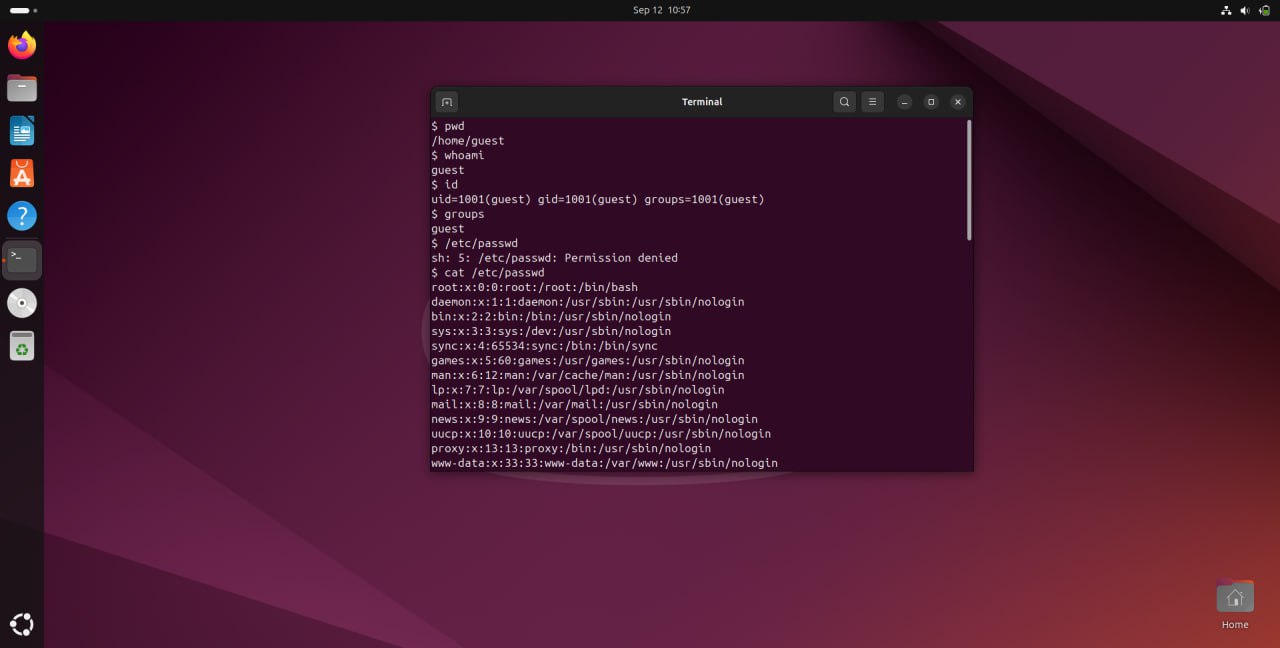 Sep 12 10:57
Terminal
$ pwd
/home/guest
$ whoami
guest
$ id
uid=1001(guest) gid=1001(guest) groups=1001(guest)
$ groups
guest
$ /etc/passwd
sh: 5: /etc/passwd: Permission denied
$ cat /etc/passwd
root:x:0:0:root:/root:/bin/bash
daemon:x:1:1:daemon:/usr/sbin:/usr/sbin/nologin
bin:x:2:2:bin:/bin:/usr/sbin/nologin
sys:x:3:3:sys:/dev:/usr/sbin/nologin
sync:x:4:65534:sync:/bin:/bin/sync
games:x:5:60:games:/usr/games:/usr/sbin/nologin
man:x:6:12:man:/var/cache/man:/usr/sbin/nologin
lp:x:7:7:lp:/var/spool/lpd:/usr/sbin/nologin
mail:x:8:8:mail:/var/mail:/usr/sbin/nologin
news:x:9:9:news:/var/spool/news:/usr/sbin/nologin
uucp:x:10:10:uucp:/var/spool/uucp:/usr/sbin/nologin
proxy:x:13:13:proxy:/bin:/usr/sbin/nologin
www-data:x:33:33:www-data:/var/www:/usr/sbin/nologin
Home